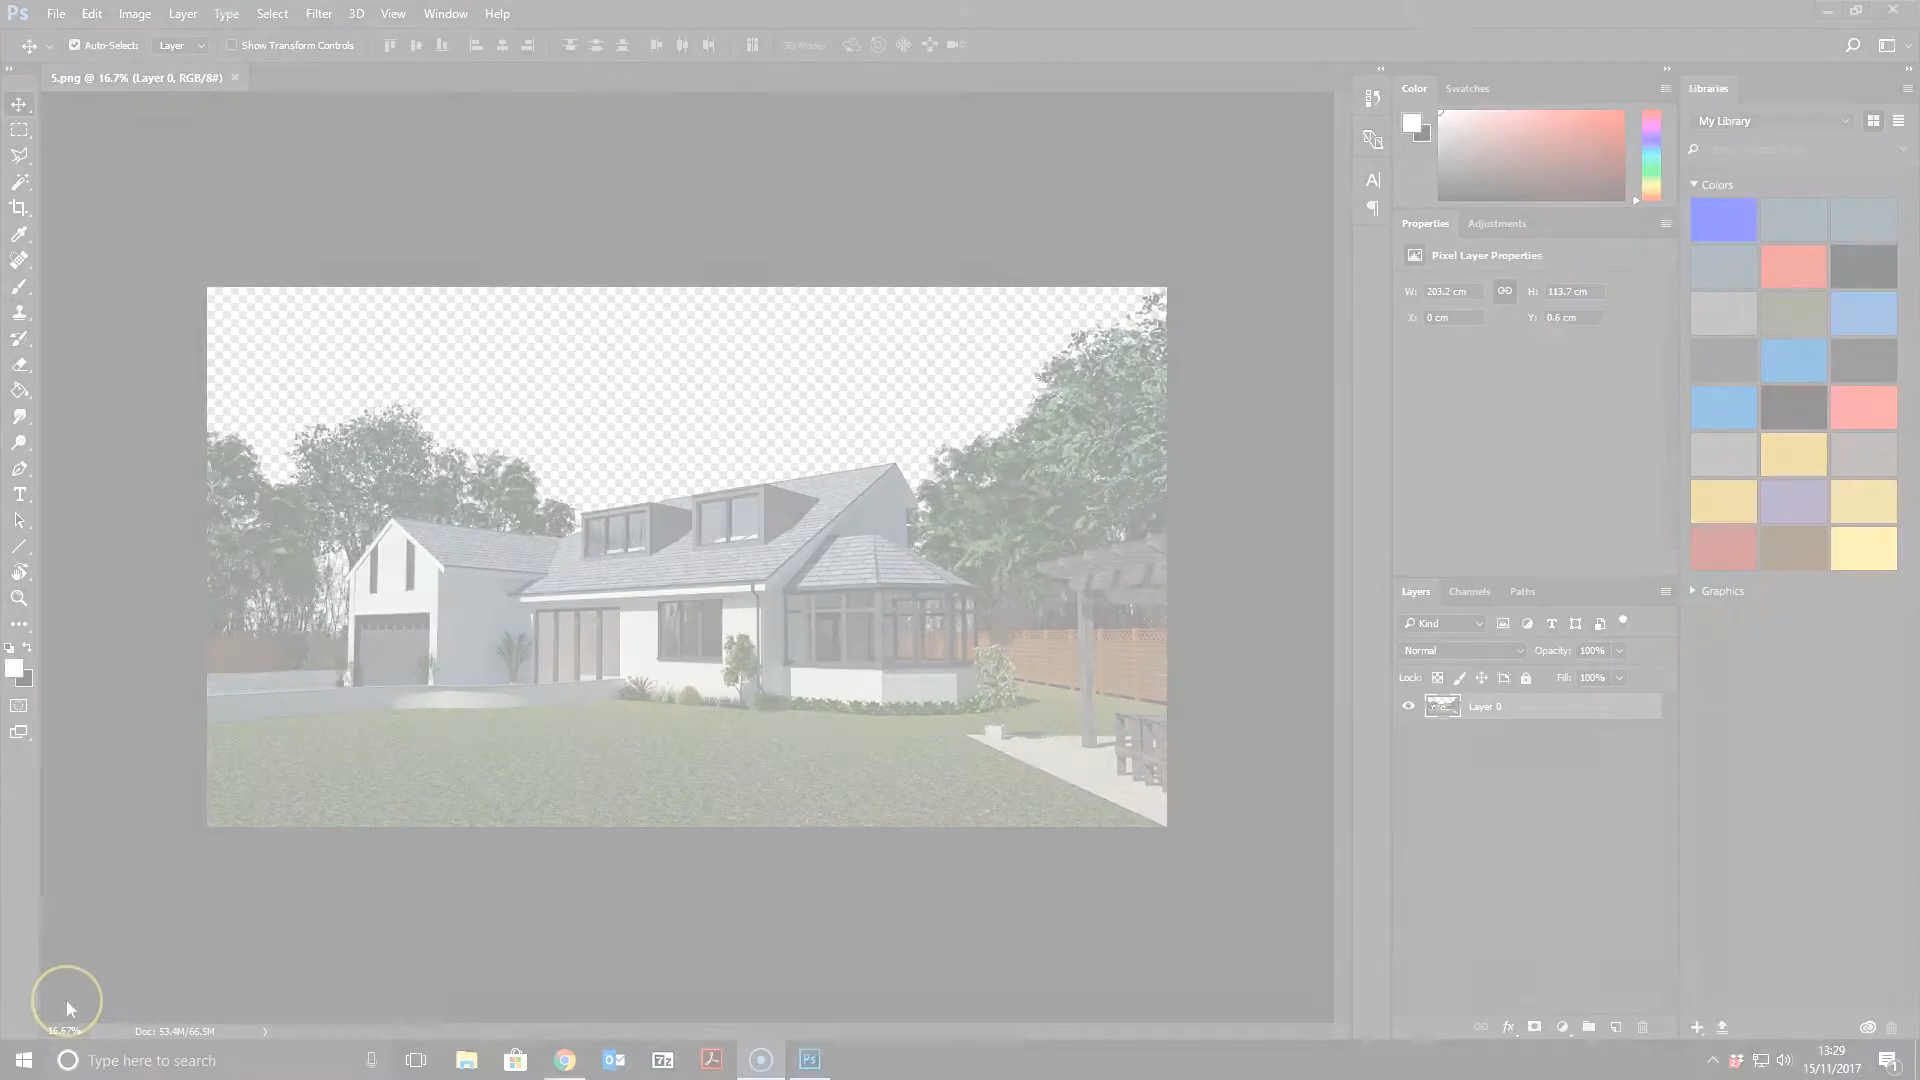 Ps File Edit Image Layer Type Select Filter 3D View Window Help
Auto-Select: Layer Show Transform Controls 3D Mode:
5.png @ 16.7% (Layer 0, RGB/8#)
Color Swatches
Libraries
My Library
Colors
Properties Adjustments
Pixel Layer Properties
W: 203.2 cm H: 113.7 cm
X: 0 cm Y: 0.6 cm
Graphics
Layers Channels Paths
Kind
Normal Opacity: 100%
Lock: Fill: 100%
Layer 0
16.67% Doc: 53.4M/66.5M
Type here to search
13:29
15/11/2017